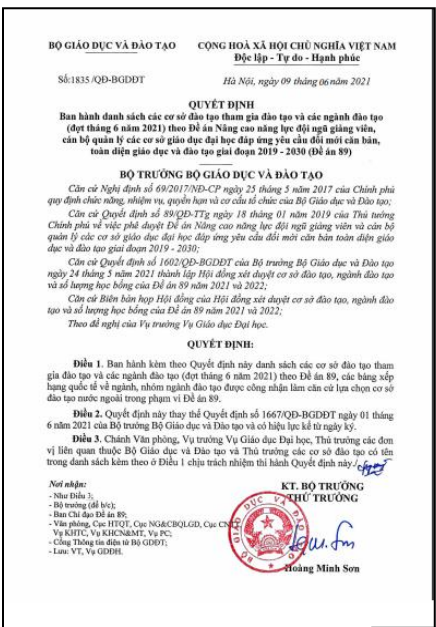 BỘ GIÁO DỤC VÀ ĐÀO TẠO
CỘNG HOÀ XÃ HỘI CHỦ NGHĨA VIỆT NAM
Độc lập - Tự do - Hạnh phúc
Số:1835 /QĐ-BGDĐT
Hà Nội, ngày 09 tháng 06 năm 2021
QUYẾT ĐỊNH
Ban hành danh sách các cơ sở đào tạo tham gia đào tạo và các ngành đào tạo
(đợt tháng 6 năm 2021) theo Đề án Nâng cao năng lực đội ngũ giảng viên,
cán bộ quản lý các cơ sở giáo dục đại học đáp ứng yêu cầu đổi mới căn bản,
toàn diện giáo dục và đào tạo giai đoạn 2019 - 2030 (Đề án 89)
BỘ TRƯỞNG BỘ GIÁO DỤC VÀ ĐÀO TẠO
Căn cứ Nghị định số 69/2017/NĐ-CP ngày 25 tháng 5 năm 2017 của Chính phủ
quy định chức năng, nhiệm vụ, quyền hạn và cơ cấu tổ chức của Bộ Giáo dục và Đào tạo;
Căn cứ Quyết định số 89/QĐ-TTg ngày 18 tháng 01 năm 2019 của Thủ tướng
Chính phủ về việc phê duyệt Đề án Nâng cao năng lực đội ngũ giảng viên và cán bộ
quản lý các cơ sở giáo dục đại học đáp ứng yêu cầu đổi mới căn bản toàn diện giáo
dục và đào tạo giai đoạn 2019 - 2030;
Căn cứ Quyết định số 1602/QĐ-BGDĐT của Bộ trưởng Bộ Giáo dục và Đào tạo
ngày 24 tháng 5 năm 2021 thành lập Hội đồng xét duyệt cơ sở đào tạo, ngành đào tạo
và số lượng học bổng của Đề án 89 năm 2021 và 2022;
Căn cứ Biên bản họp Hội đồng của Hội đồng xét duyệt cơ sở đào tạo, ngành đào
tạo và số lượng học bổng của Đề án 89 năm 2021 và 2022;
Theo đề nghị của Vụ trưởng Vụ Giáo dục Đại học.
QUYẾT ĐỊNH:
Điều 1. Ban hành kèm theo Quyết định này danh sách các cơ sở đào tạo tham
gia đào tạo và các ngành đào tạo (đợt tháng 6 năm 2021) theo Đề án 89, các bảng xếp
hạng quốc tế về ngành, nhóm ngành đào tạo được công nhận làm căn cứ lựa chọn cơ sở
đào tạo nước ngoài trong phạm vi Đề án 89.
Điều 2. Quyết định này thay thế Quyết định số 1667/QĐ-BGDĐT ngày 01 tháng
6 năm 2021 của Bộ trưởng Bộ Giáo dục và Đào tạo và có hiệu lực kể từ ngày ký.
Điều 3. Chánh Văn phòng, Vụ trưởng Vụ Giáo dục Đại học, Thủ trưởng các đơn
vị liên quan thuộc Bộ Giáo dục và Đào tạo và Thủ trưởng các cơ sở đào tạo có tên
trong danh sách kèm theo ở Điều 1 chịu trách nhiệm thi hành Quyết định này./.
Nơi nhận:
- Như Điều 3;
- Bộ trưởng (để b/c);
- Ban Chỉ đạo Đề án 89;
- Văn phòng, Cục HTQT, Cục NG&CBQLGD, Cục CNTT,
Vụ KHTC, Vụ KHCN&MT, Vụ PC;
- Cổng Thông tin điện tử Bộ GDĐT;
- Lưu: VT, Vụ GDĐH.
KT. BỘ TRƯỞNG
THỨ TRƯỞNG
BỘ GIÁO DỤC VÀ ĐÀO TẠO
Hoàng Minh Sơn